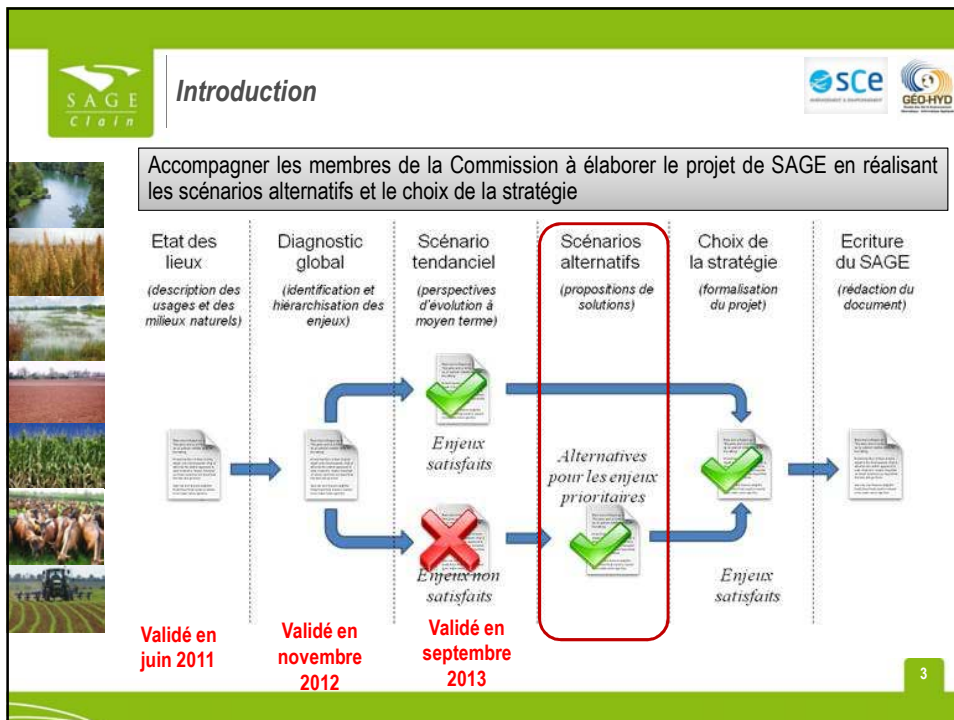 SAGE
Clain
Introduction
sce
GÉO-HYD
Accompagner les membres de la Commission à élaborer le projet de SAGE en réalisant
les scénarios alternatifs et le choix de la stratégie
Etat des
lieux
(description des
usages et des
milieux naturels)
Diagnostic
global
(identification et
hiérarchisation des
enjeux)
Scénario
tendanciel
(perspectives
d'évolution à
moyen terme)
Scénarios
alternatifs
(propositions de
solutions)
Choix de
la stratégie
(formalisation
du projet)
Ecriture
du SAGE
(rédaction du
document)
Enjeux
satisfaits
Alternatives
pour les enjeux
prioritaires
Enjeux non
satisfaits
Enjeux
satisfaits
Validé en
juin 2011
Validé en
novembre
2012
Validé en
septembre
2013
3